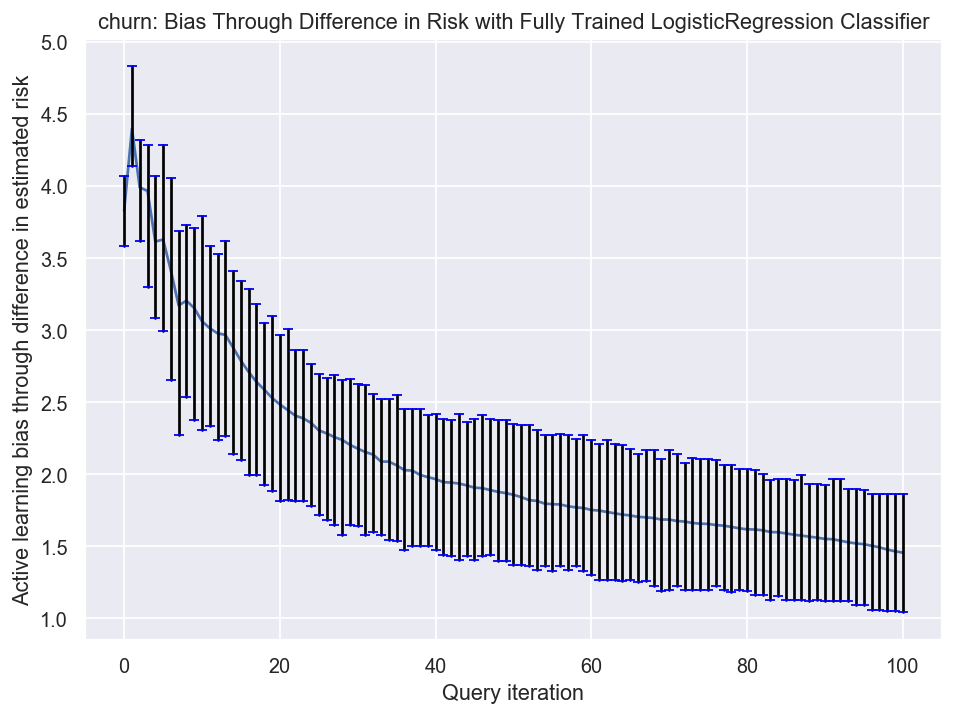 churn: Bias Through Difference in Risk with Fully Trained LogisticRegression Classifier
Active learning bias through difference in estimated risk
5.0
4.5
4.0
3.5
3.0
2.5
2.0
1.5
1.0
0 20 40 60 80 100
Query iteration